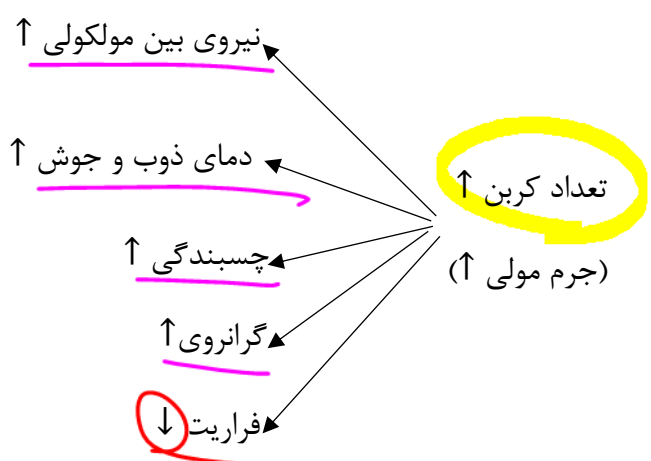 تعداد کربن ↑
(جرم مولی ↑)
نیروی بین مولکولی ↑
دمای ذوب و جوش ↑
چسبندگی ↑
گرانروی ↑
فراریت ↓